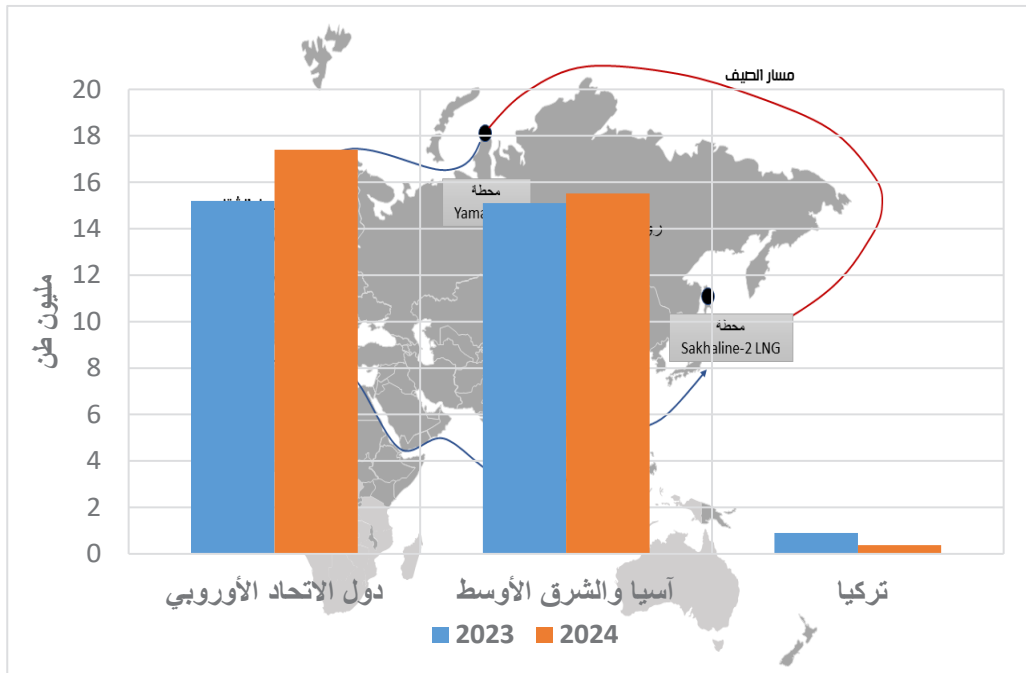 مسار الصيف
20
18
16
14
12
10
8
6
4
2
0
مليون طن
محطة
محطة
Sakhaline-2 LNG
دول الاتحاد الأوروبي
آسيا والشرق الأوسط
تركيا
2023
2024